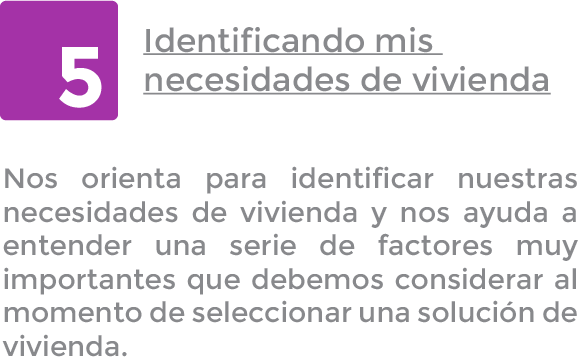 5
Identificando mis
necesidades de vivienda
Nos orienta para identificar nuestras
necesidades de vivienda y nos ayuda a
entender una serie de factores muy
importantes que debemos considerar al
momento de seleccionar una solución de
vivienda.